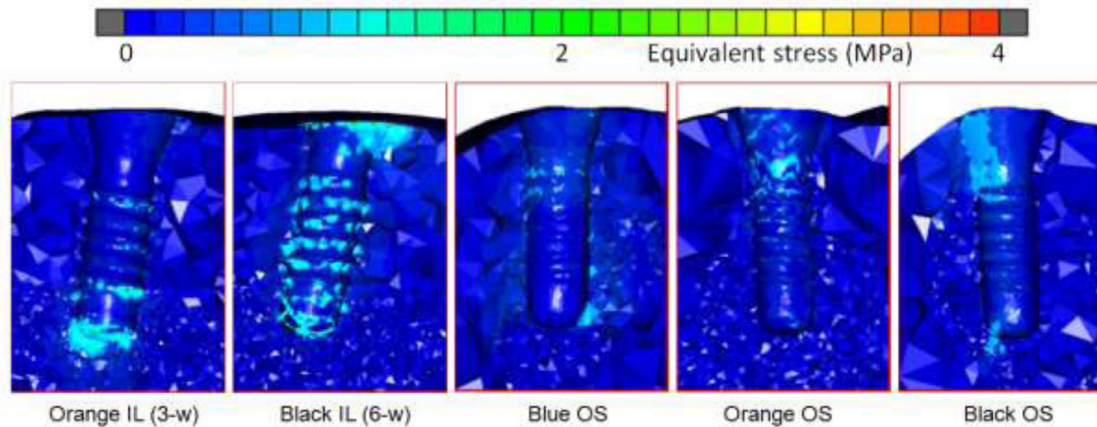 0 2 Equivalent stress (MPa) 4
Orange IL (3-w) Black IL (6-w) Blue OS Orange OS Black OS